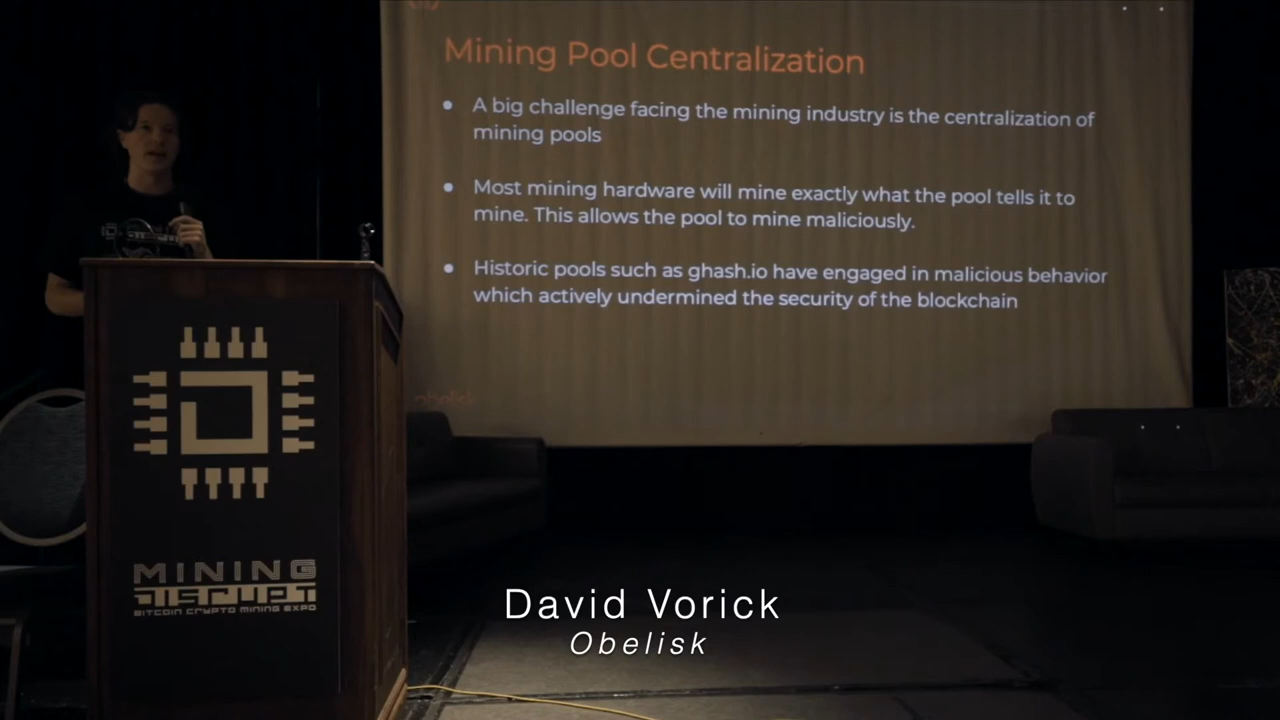 Mining Pool Centralization
● A big challenge facing the mining industry is the centralization of
mining pools
● Most mining hardware will mine exactly what the pool tells it to
mine. This allows the pool to mine maliciously.
● Historic pools such as ghash.io have engaged in malicious behavior
which actively undermined the security of the blockchain
obelisk
MINING
DISRUPT
BITCOIN CRYPTO MINING EXPO
David Vorick
Obelisk